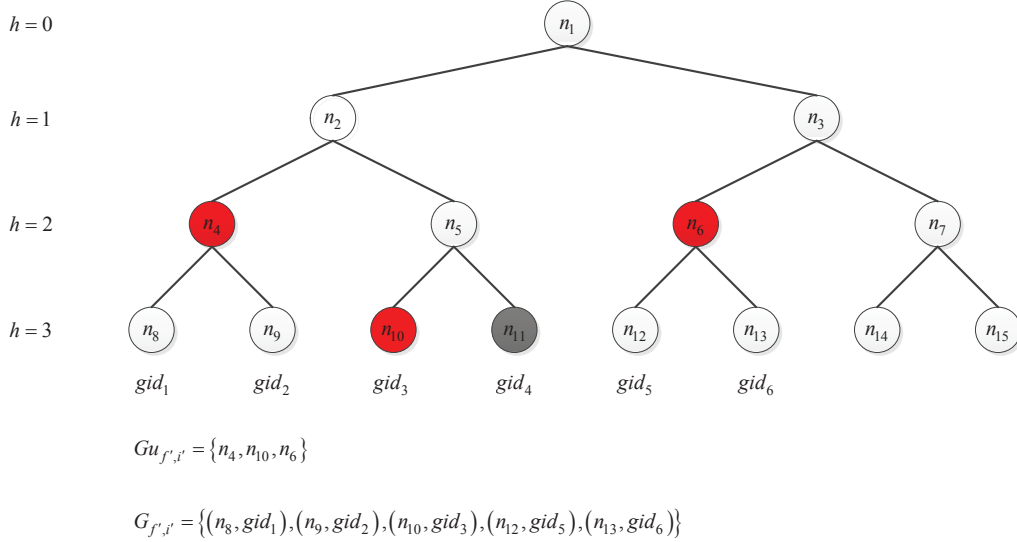 h = 0
n₁
h = 1
n₂ n₃
h = 2
n₄ n₅ n₆ n₇
h = 3
n₈ n₉ n₁₀ n₁₁ n₁₂ n₁₃ n₁₄ n₁₅
gid₁ gid₂ gid₃ gid₄ gid₅ gid₆
Gu_{f′,i′} = {n₄, n₁₀, n₆}
G_{f′,i′} = {(n₈, gid₁), (n₉, gid₂), (n₁₀, gid₃), (n₁₂, gid₅), (n₁₃, gid₆)}